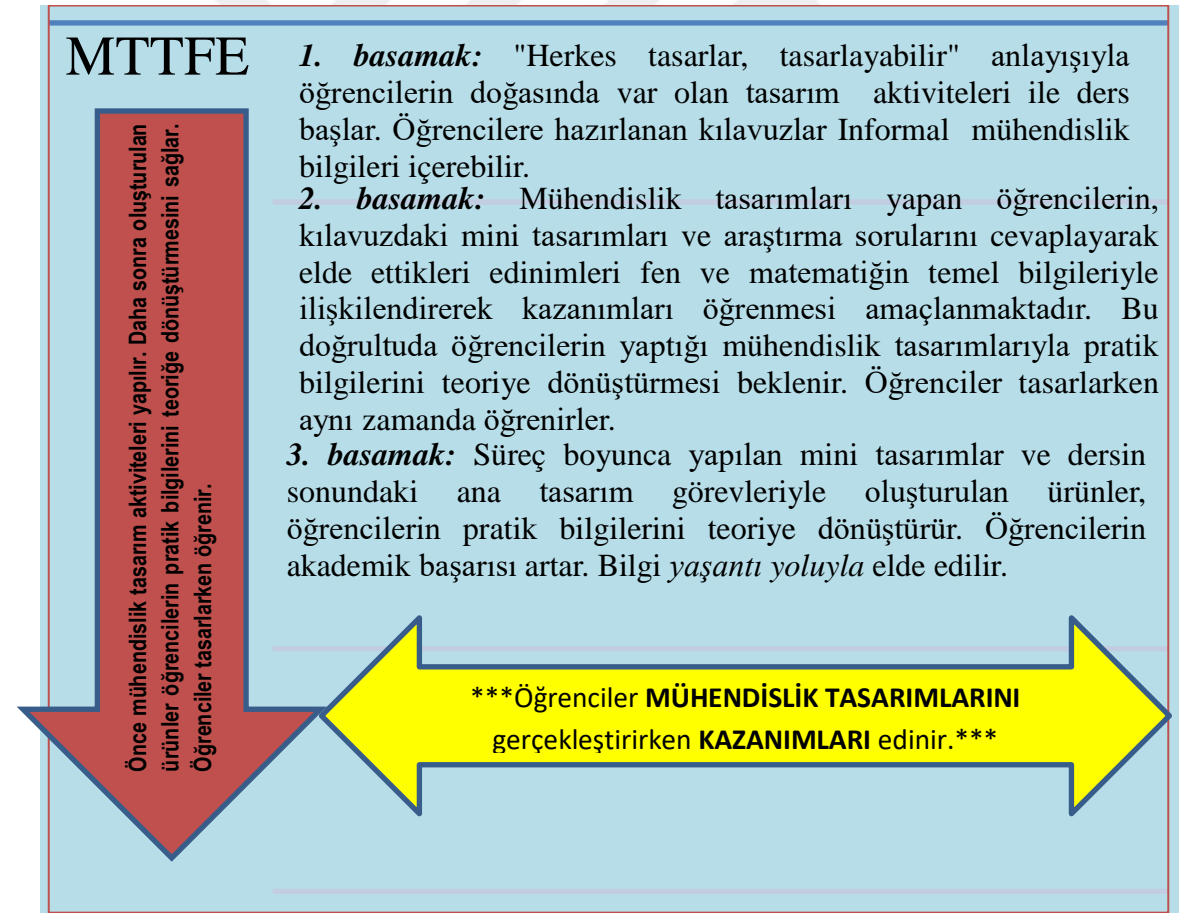 MTTFE
1. basamak: "Herkes tasarlar, tasarlayabilir" anlayışıyla
öğrencilerin doğasında var olan tasarım aktiviteleri ile ders
başlar. Öğrencilere hazırlanan kılavuzlar Informal mühendislik
bilgileri içerebilir.
2. basamak: Mühendislik tasarımları yapan öğrencilerin,
kılavuzdaki mini tasarımları ve araştırma sorularını cevaplayarak
elde ettikleri edinimleri fen ve matematiğin temel bilgileriyle
ilişkilendirerek kazanımları öğrenmesi amaçlanmaktadır. Bu
doğrultuda öğrencilerin yaptığı mühendislik tasarımlarıyla pratik
bilgilerini teoriye dönüştürmesi beklenir. Öğrenciler tasarlarken
aynı zamanda öğrenirler.
3. basamak: Süreç boyunca yapılan mini tasarımlar ve dersin
sonundaki ana tasarım görevleriyle oluşturulan ürünler,
öğrencilerin pratik bilgilerini teoriye dönüştürür. Öğrencilerin
akademik başarısı artar. Bilgi yaşantı yoluyla elde edilir.
Önce mühendislik tasarım aktiviteleri yapılır. Daha sonra oluşturulan
ürünler öğrencilerin pratik bilgilerini teoriğe dönüştürmesini sağlar.
Öğrenciler tasarlarken öğrenir.
***Öğrenciler MÜHENDİSLİK TASARIMLARINI
gerçekleştirirken KAZANIMLARI edinir.***